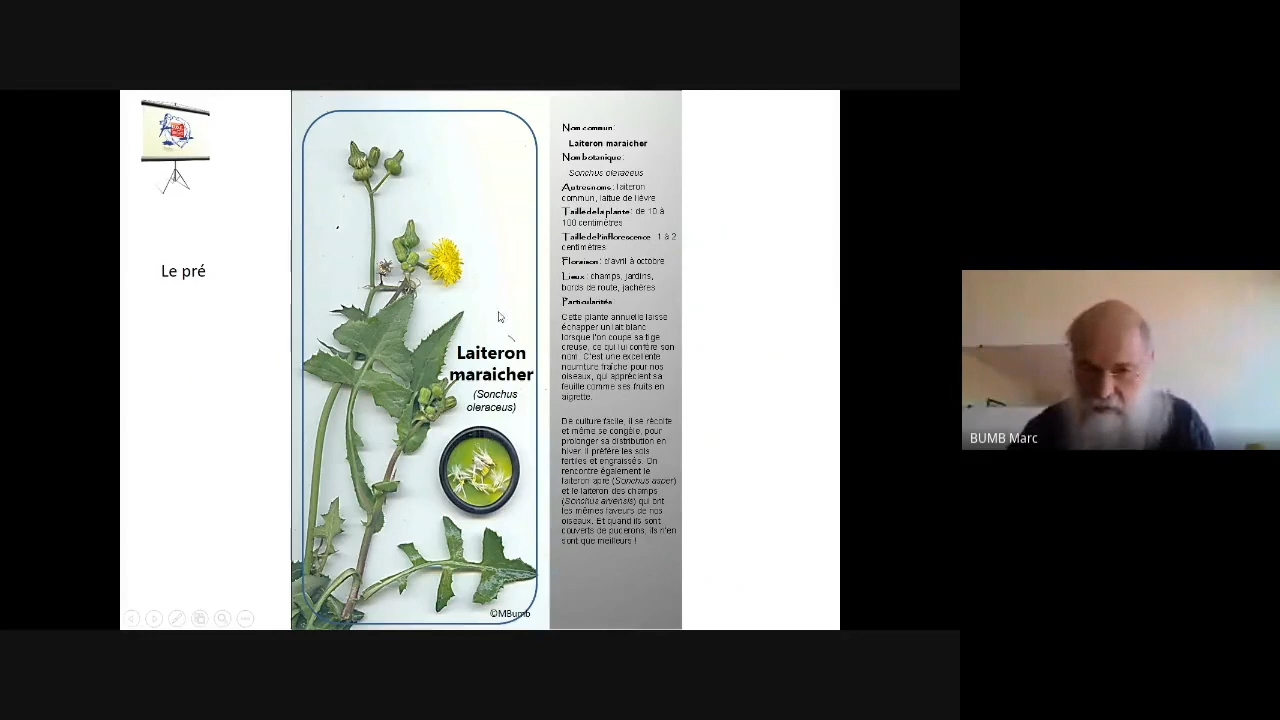 Le pré
Laiteron
maraicher
(Sonchus
oleraceus)
©MBumb
Nom commun :
Laiteron maraicher
Nom botanique :
Sonchus oleraceus
Autres noms : laiteron
commun, laitue de lièvre
Taille de la plante : de 10 à
100 centimètres
Taille de l'inflorescence : 1 à 2
centimètres
Floraison : d'avril à octobre
Lieux : champs, jardins,
bords de route, jachères
Particularités
Cette plante annuelle laisse
échapper un lait blanc
lorsque l'on coupe sa tige
creuse, ce qui lui confère son
nom. C'est une excellente
nourriture fraîche pour nos
oiseaux, qui apprécient sa
feuille comme ses fruits en
aigrette.
De culture facile, il se récolte
et même se congèle, pour
prolonger sa distribution en
hiver. Il préfère les sols
fertiles et engraissés. On
rencontre également le
laiteron âpre (Sonchus asper)
et le laiteron des champs
(Sonchus arvensis) qui ont
les mêmes faveurs de nos
oiseaux. Et quand ils sont
couverts de pucerons, ils n'en
sont que meilleurs !
BUMB Marc